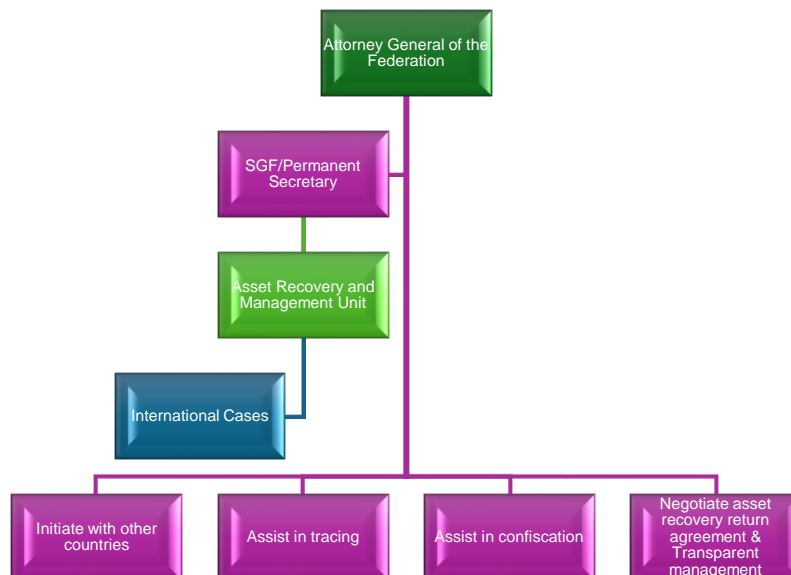 Attorney General of the
Federation
SGF/Permanent
Secretary
Asset Recovery and
Management Unit
International Cases
Initiate with other
countries
Assist in tracing
Assist in confiscation
Negotiate asset
recovery return
agreement &
Transparent
management